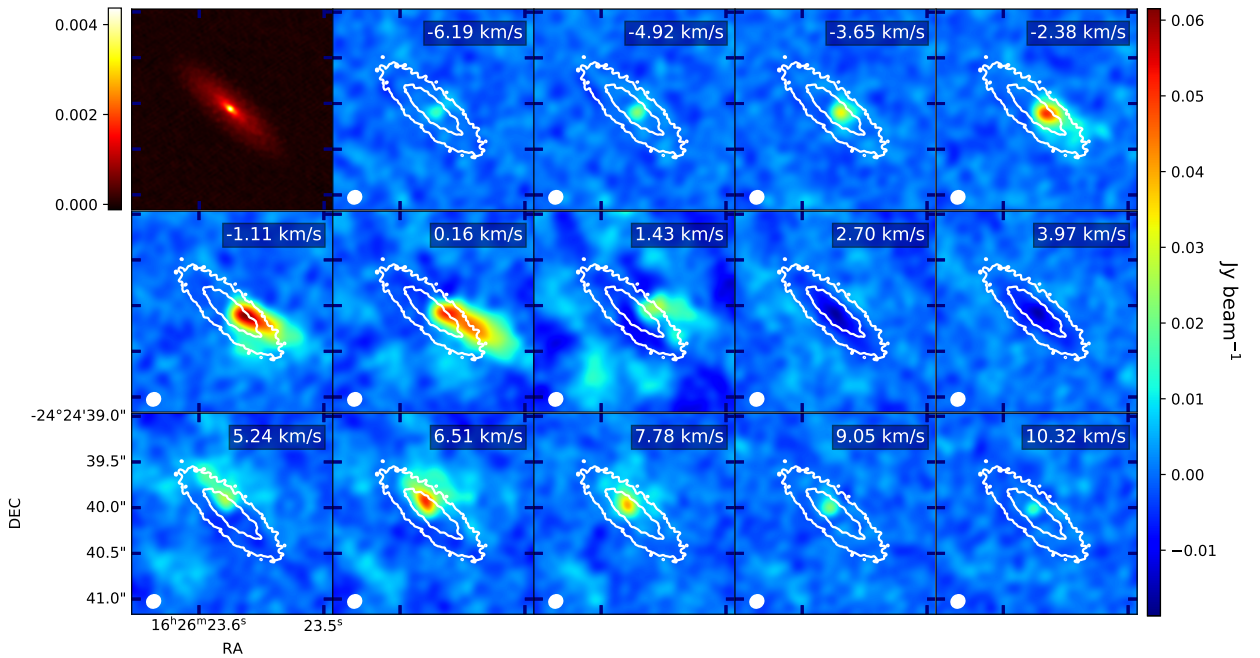 0.004
0.002
0.000
-6.19 km/s
-4.92 km/s
-3.65 km/s
-2.38 km/s
-1.11 km/s
0.16 km/s
1.43 km/s
2.70 km/s
3.97 km/s
5.24 km/s
6.51 km/s
7.78 km/s
9.05 km/s
10.32 km/s
-24°24'39.0"
39.5"
40.0"
40.5"
41.0"
DEC
16ʰ26ᵐ23.6ˢ
23.5ˢ
RA
0.06
0.05
0.04
0.03
0.02
0.01
0.00
−0.01
Jy beam⁻¹